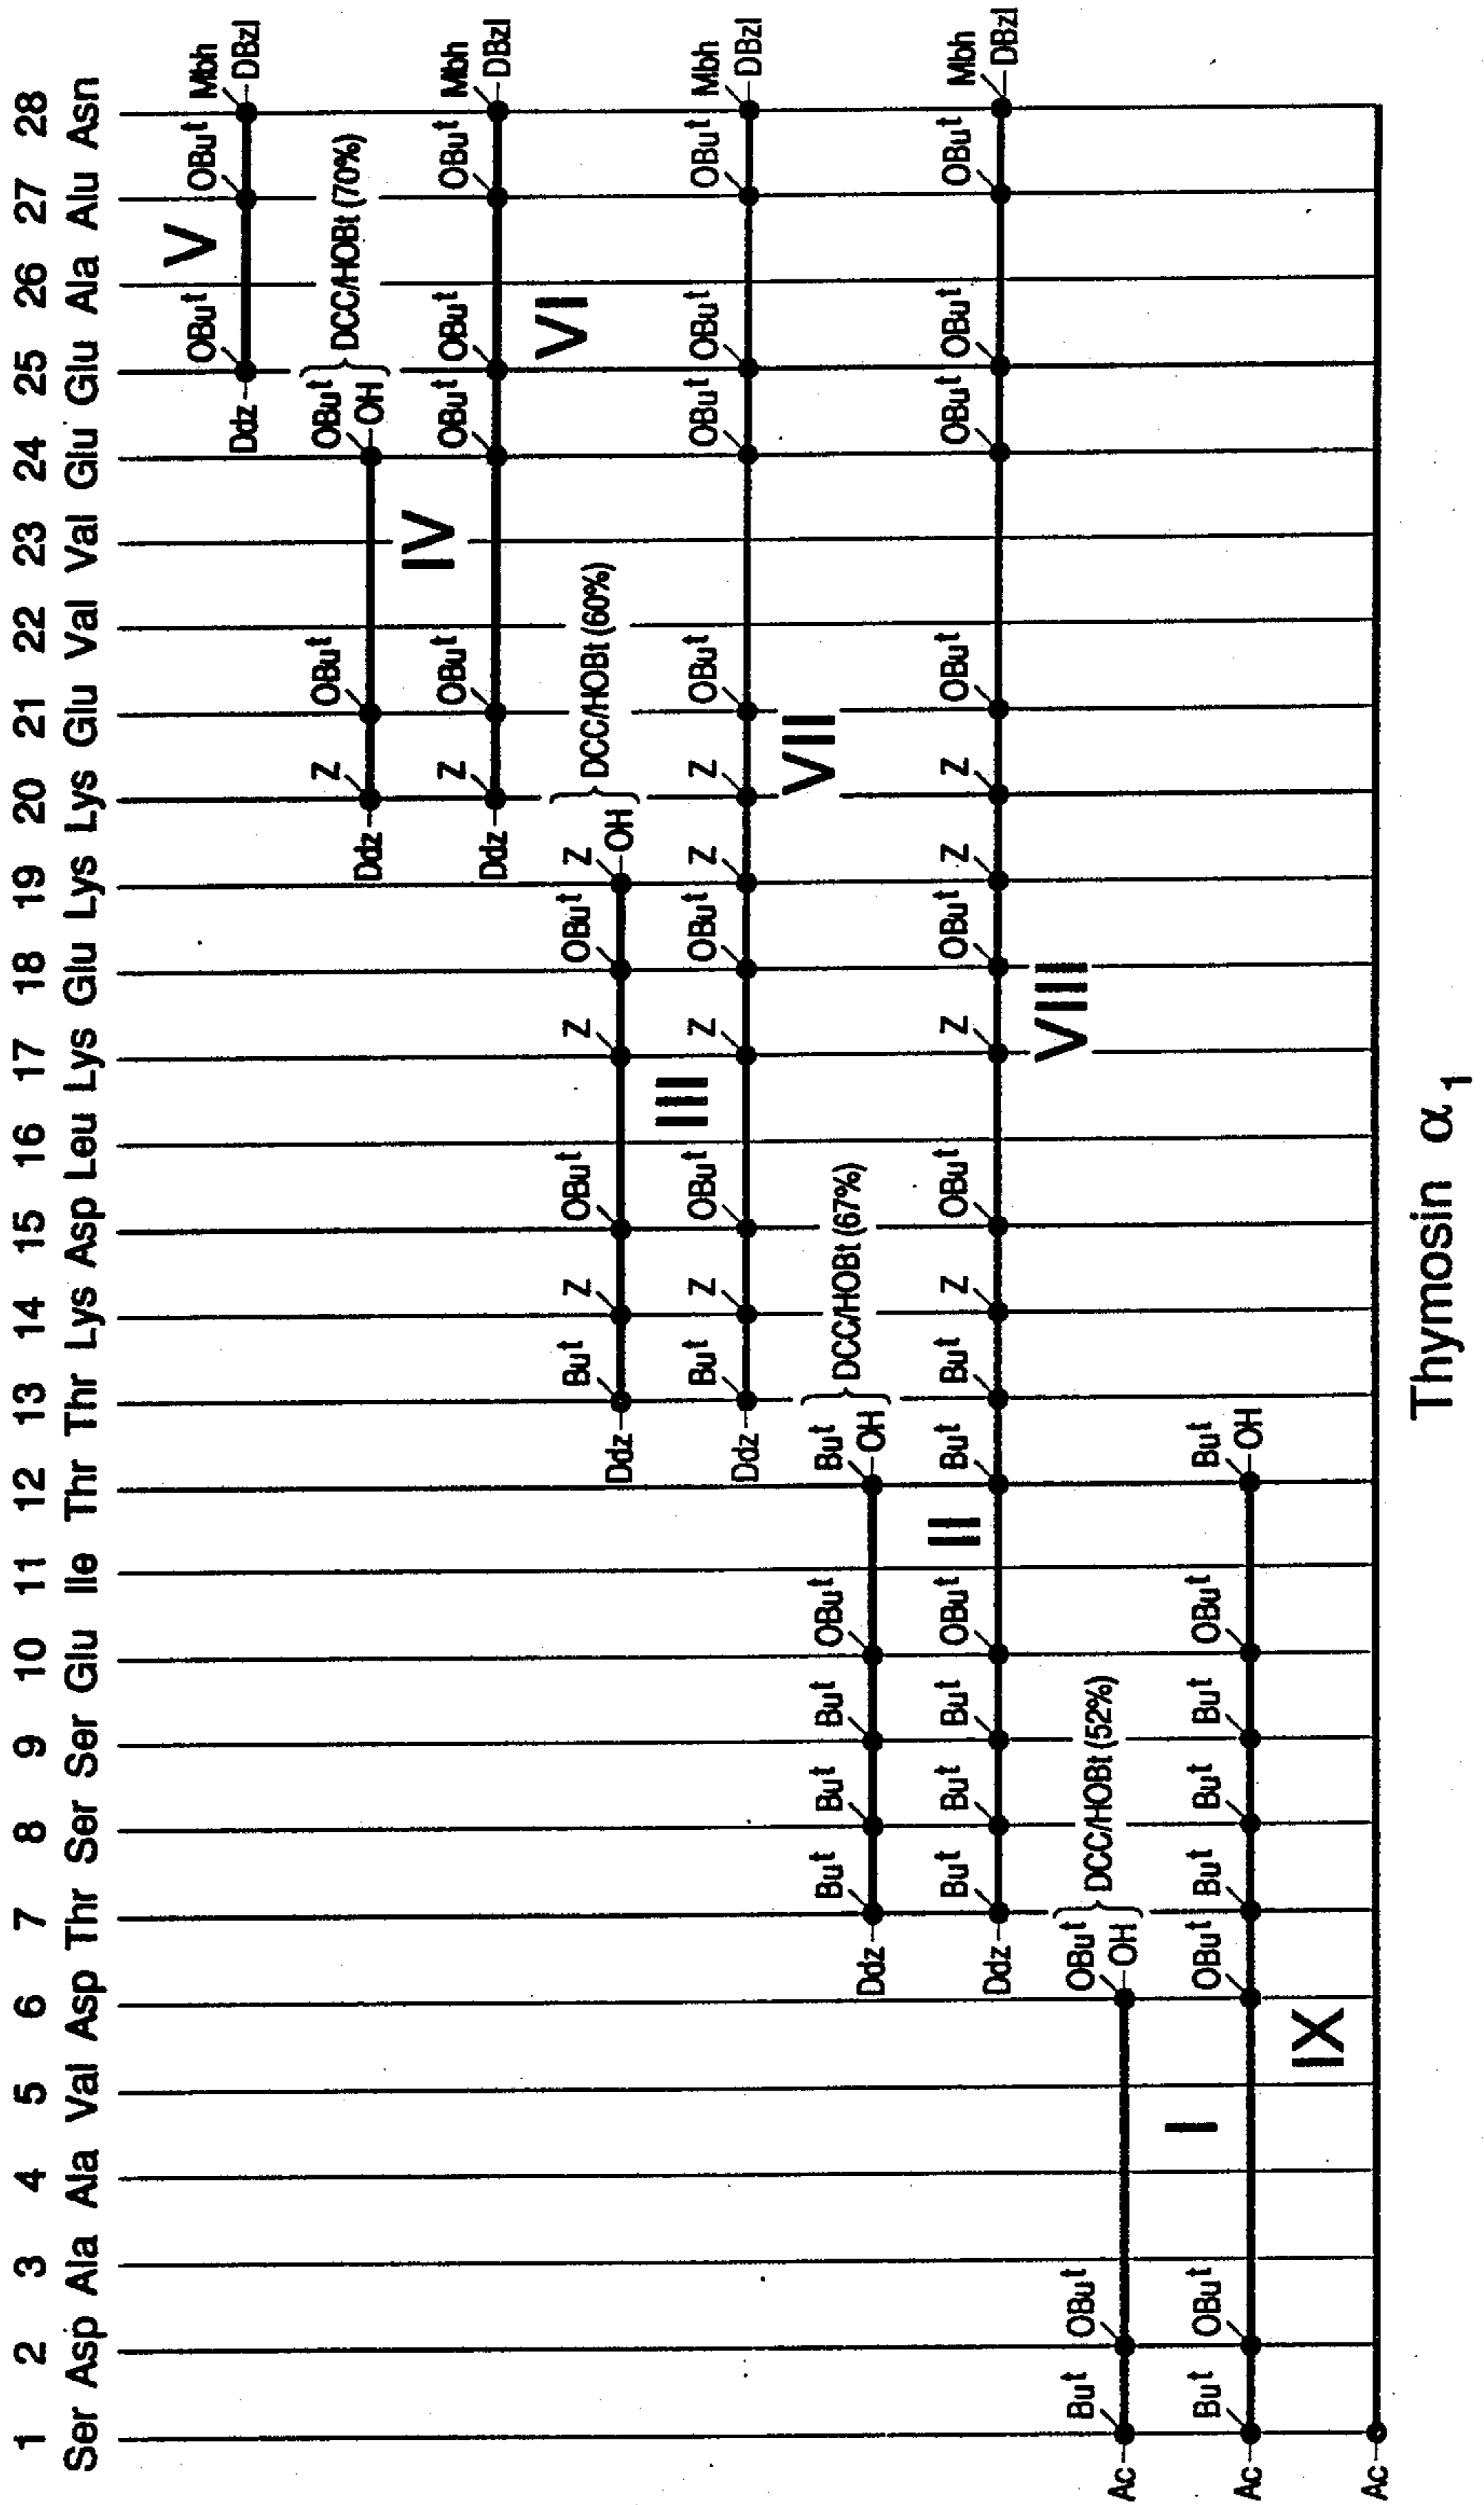 1 2 3 4 5 6 7 8 9 10 11 12 13 14 15 16 17 18 19 20 21 22 23 24 25 26 27 28
Ser Asp Ala Ala Val Asp Thr Ser Ser Glu Ile Thr Thr Lys Asp Leu Lys Glu Lys Lys Glu Val Val Glu Glu Ala Alu Asn
OBut V OBut Mbh
Ddz DBzl
Z OBut OBut
Ddz OH } DCC/HOBt (70%)
IV
Z OBut OBut OBut OBut Mbh
Ddz DBzl
VI
But Z OBut Z OBut Z
Ddz OH } DCC/HOBt (60%)
III
But Z OBut Z OBut Z Z OBut OBut OBut OBut Mbh
Ddz DBzl
VII
But But But OBut But
Ddz OH } DCC/HOBt (67%)
II
But But But OBut But But Z OBut Z OBut Z Z OBut OBut OBut OBut Mbh
Ddz DBzl
VIII
But OBut OBut
Ac OH } DCC/HOBt (52%)
I
But OBut OBut But But But OBut But
Ac OH
IX
Ac
Thymosin α1